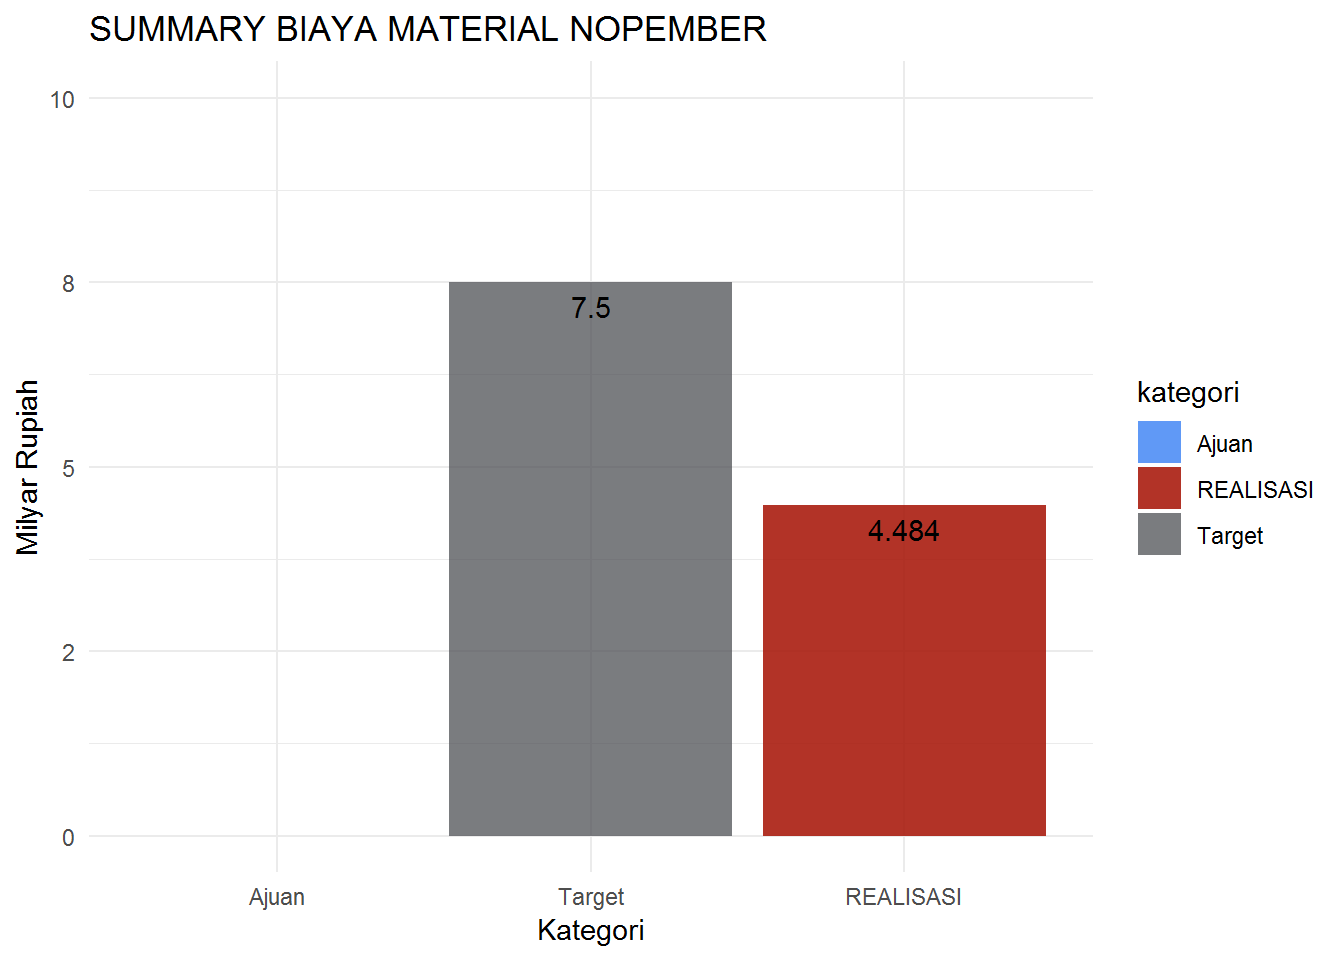 SUMMARY BIAYA MATERIAL NOPEMBER
Milyar Rupiah
10
8
5
2
0
7.5
4.484
Ajuan
Target
REALISASI
Kategori
kategori
Ajuan
REALISASI
Target